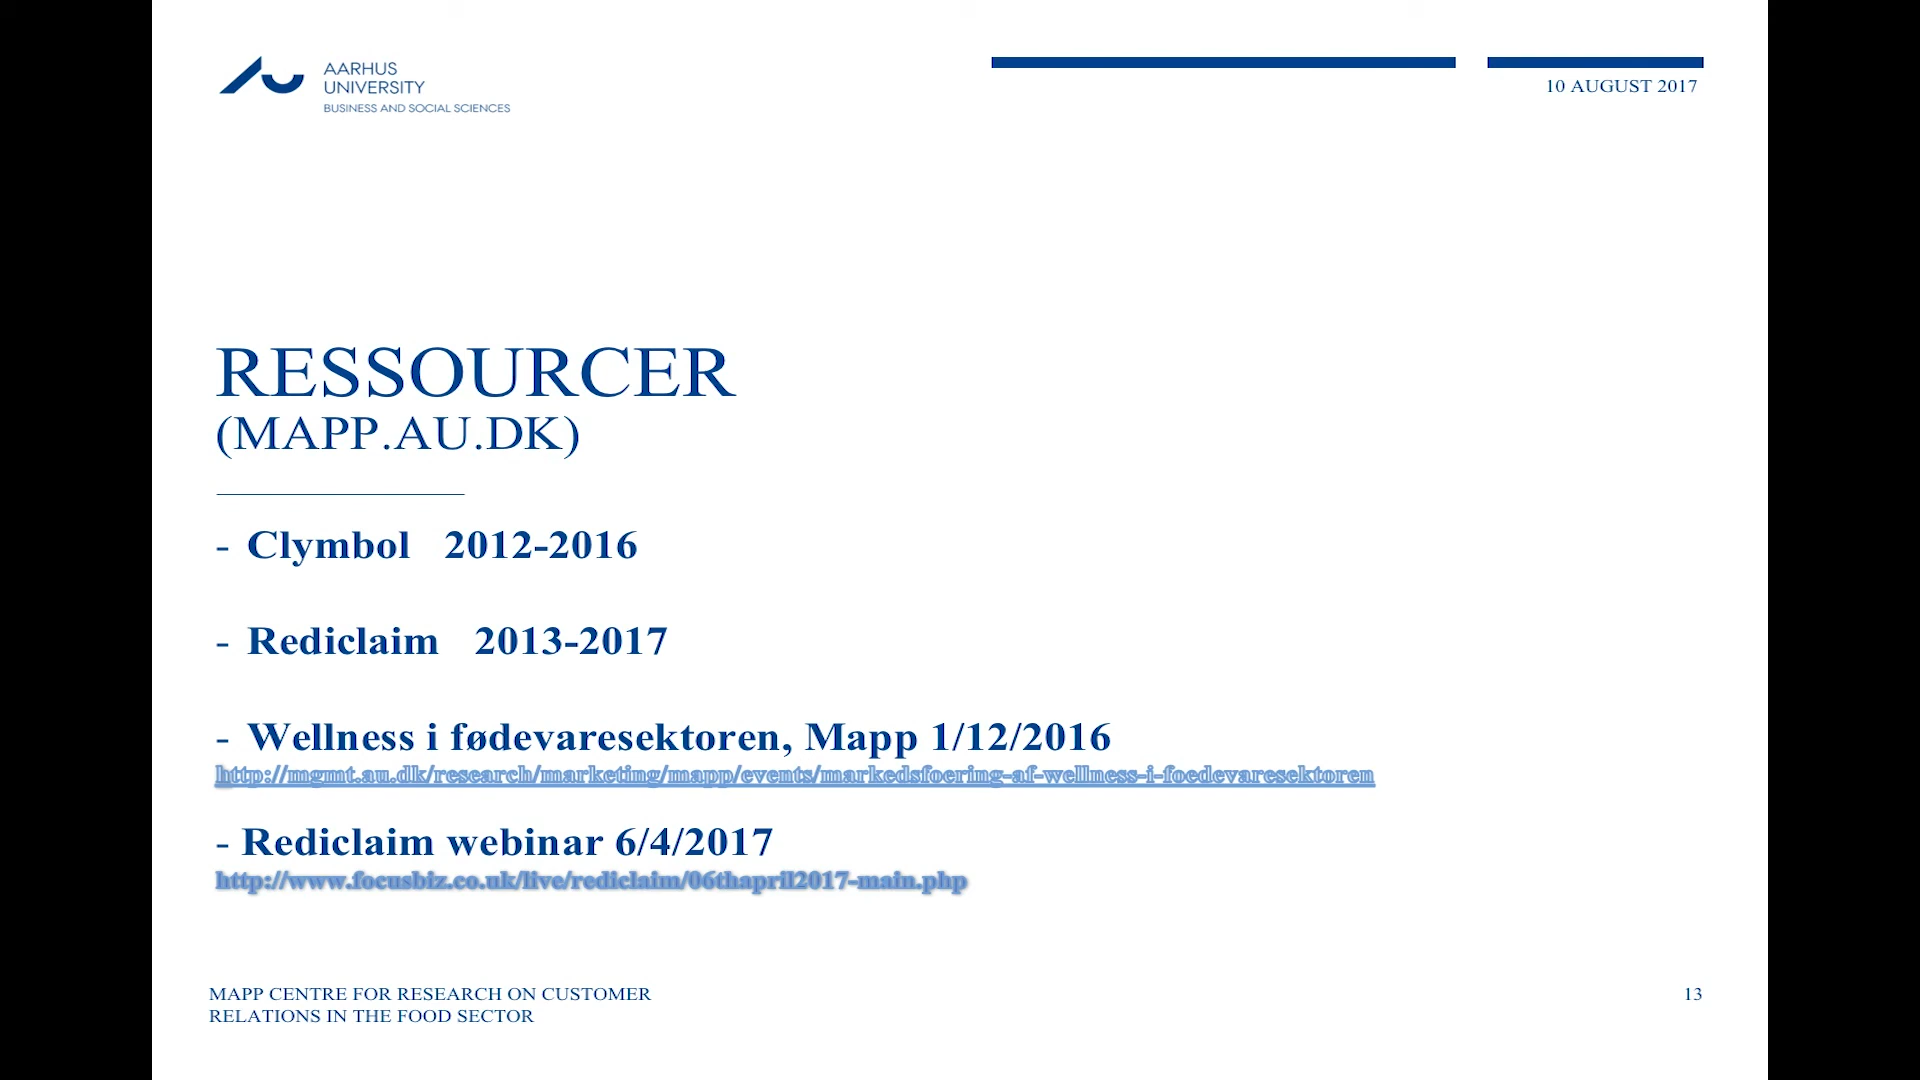 AARHUS
UNIVERSITY
BUSINESS AND SOCIAL SCIENCES
10 AUGUST 2017
RESSOURCER
(MAPP.AU.DK)
- Clymbol 2012-2016
- Rediclaim 2013-2017
- Wellness i fødevaresektoren, Mapp 1/12/2016
http://mgmt.au.dk/research/marketing/mapp/events/markedsfoering-af-wellness-i-foedevaresektoren
- Rediclaim webinar 6/4/2017
http://www.focusbiz.co.uk/live/rediclaim/06thapril2017-main.php
MAPP CENTRE FOR RESEARCH ON CUSTOMER
RELATIONS IN THE FOOD SECTOR
13